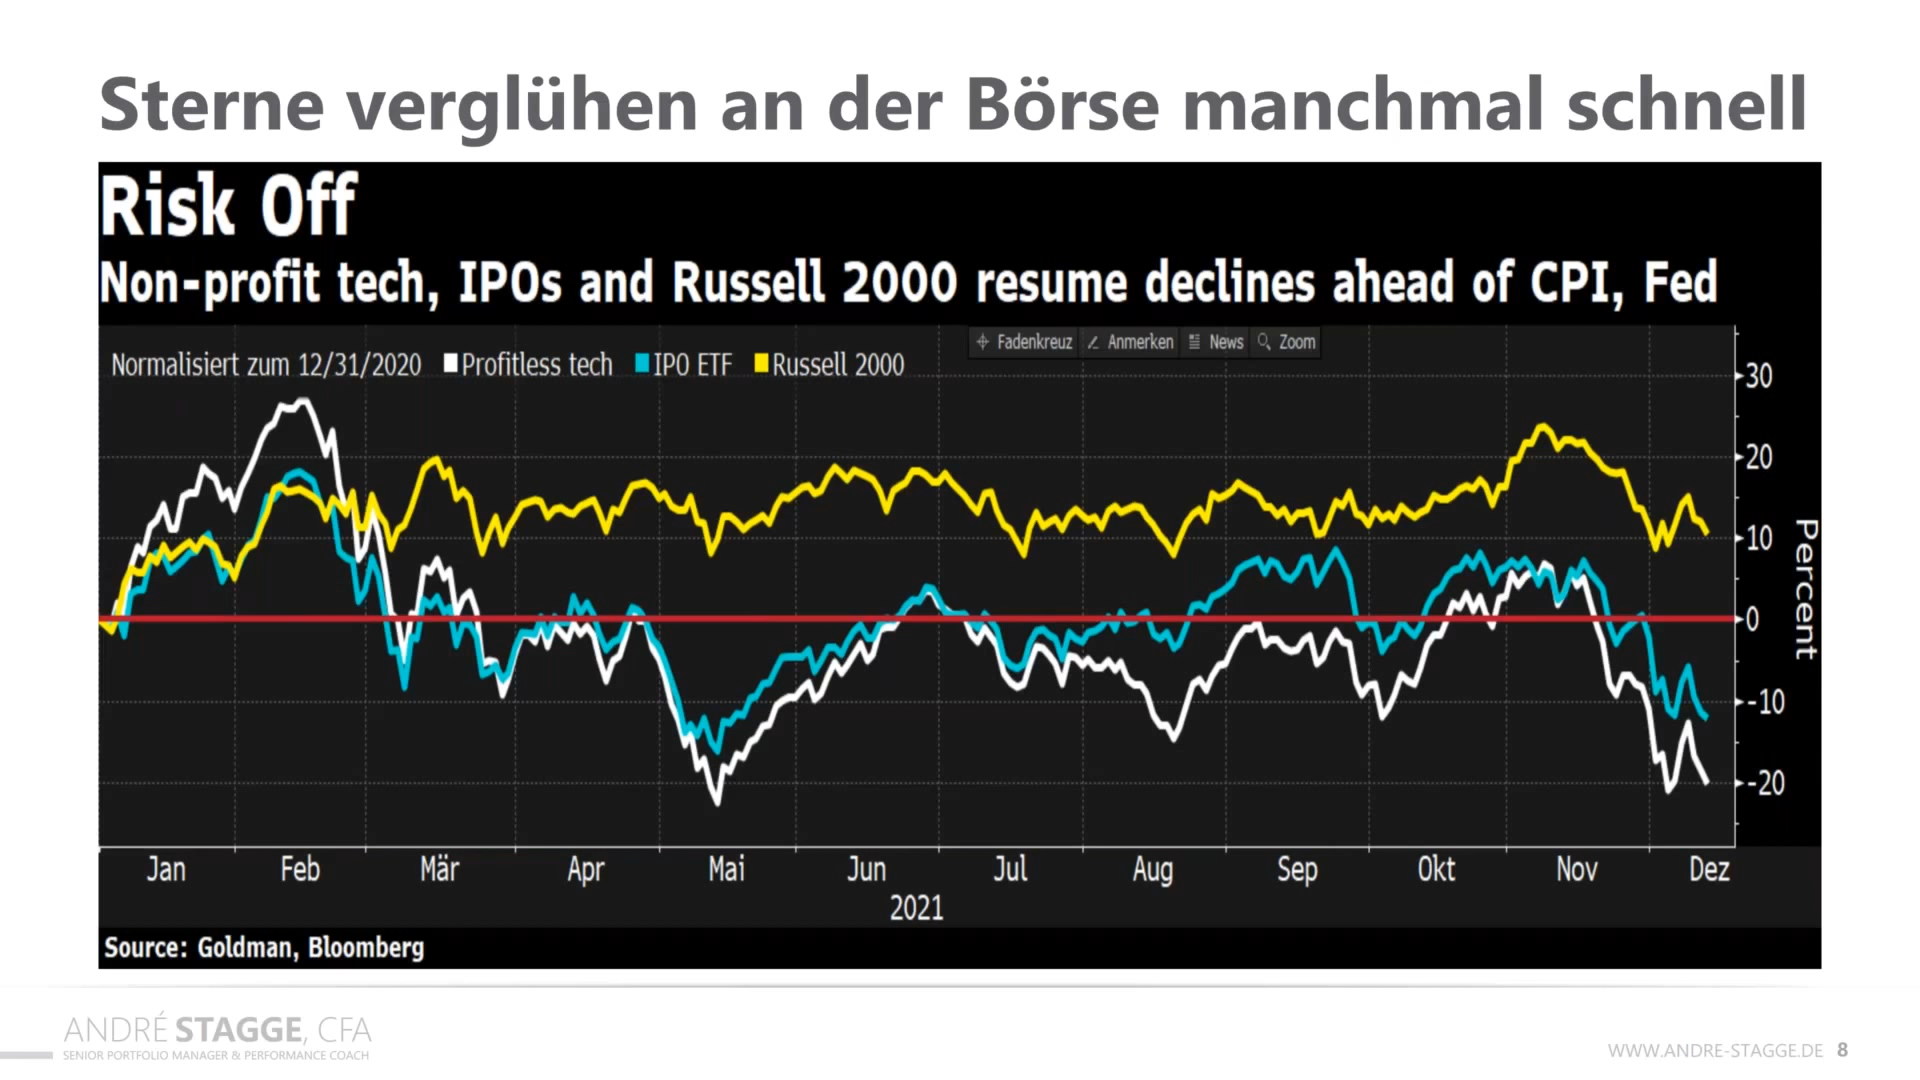 Sterne verglühen an der Börse manchmal schnell
Risk Off
Non-profit tech, IPOs and Russell 2000 resume declines ahead of CPI, Fed
Fadenkreuz Anmerken News Zoom
Normalisiert zum 12/31/2020 Profitless tech IPO ETF Russell 2000
30
20
10
0
-10
-20
Percent
Jan Feb Mär Apr Mai Jun Jul Aug Sep Okt Nov Dez
2021
Source: Goldman, Bloomberg
ANDRÉ STAGGE, CFA
SENIOR PORTFOLIO MANAGER & PERFORMANCE COACH
WWW.ANDRE-STAGGE.DE 8